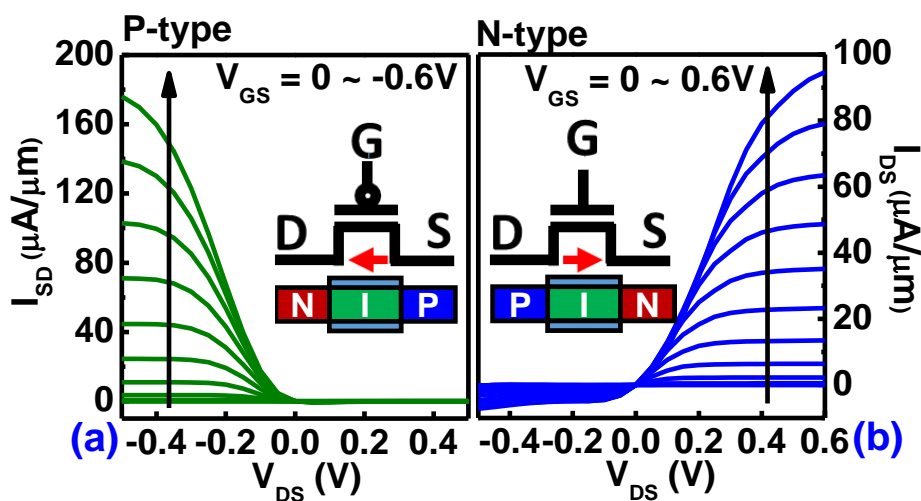 P-type
V_GS = 0 ~ -0.6V
I_SD (μA/μm)
200
160
120
80
40
0
G
D
S
N I P
-0.4 -0.2 0.0 0.2 0.4
V_DS (V)
(a)
N-type
V_GS = 0 ~ 0.6V
G
D
S
P I N
100
80
60
40
20
0
I_DS (μA/μm)
-0.4 -0.2 0.0 0.2 0.4 0.6
V_DS (V)
(b)